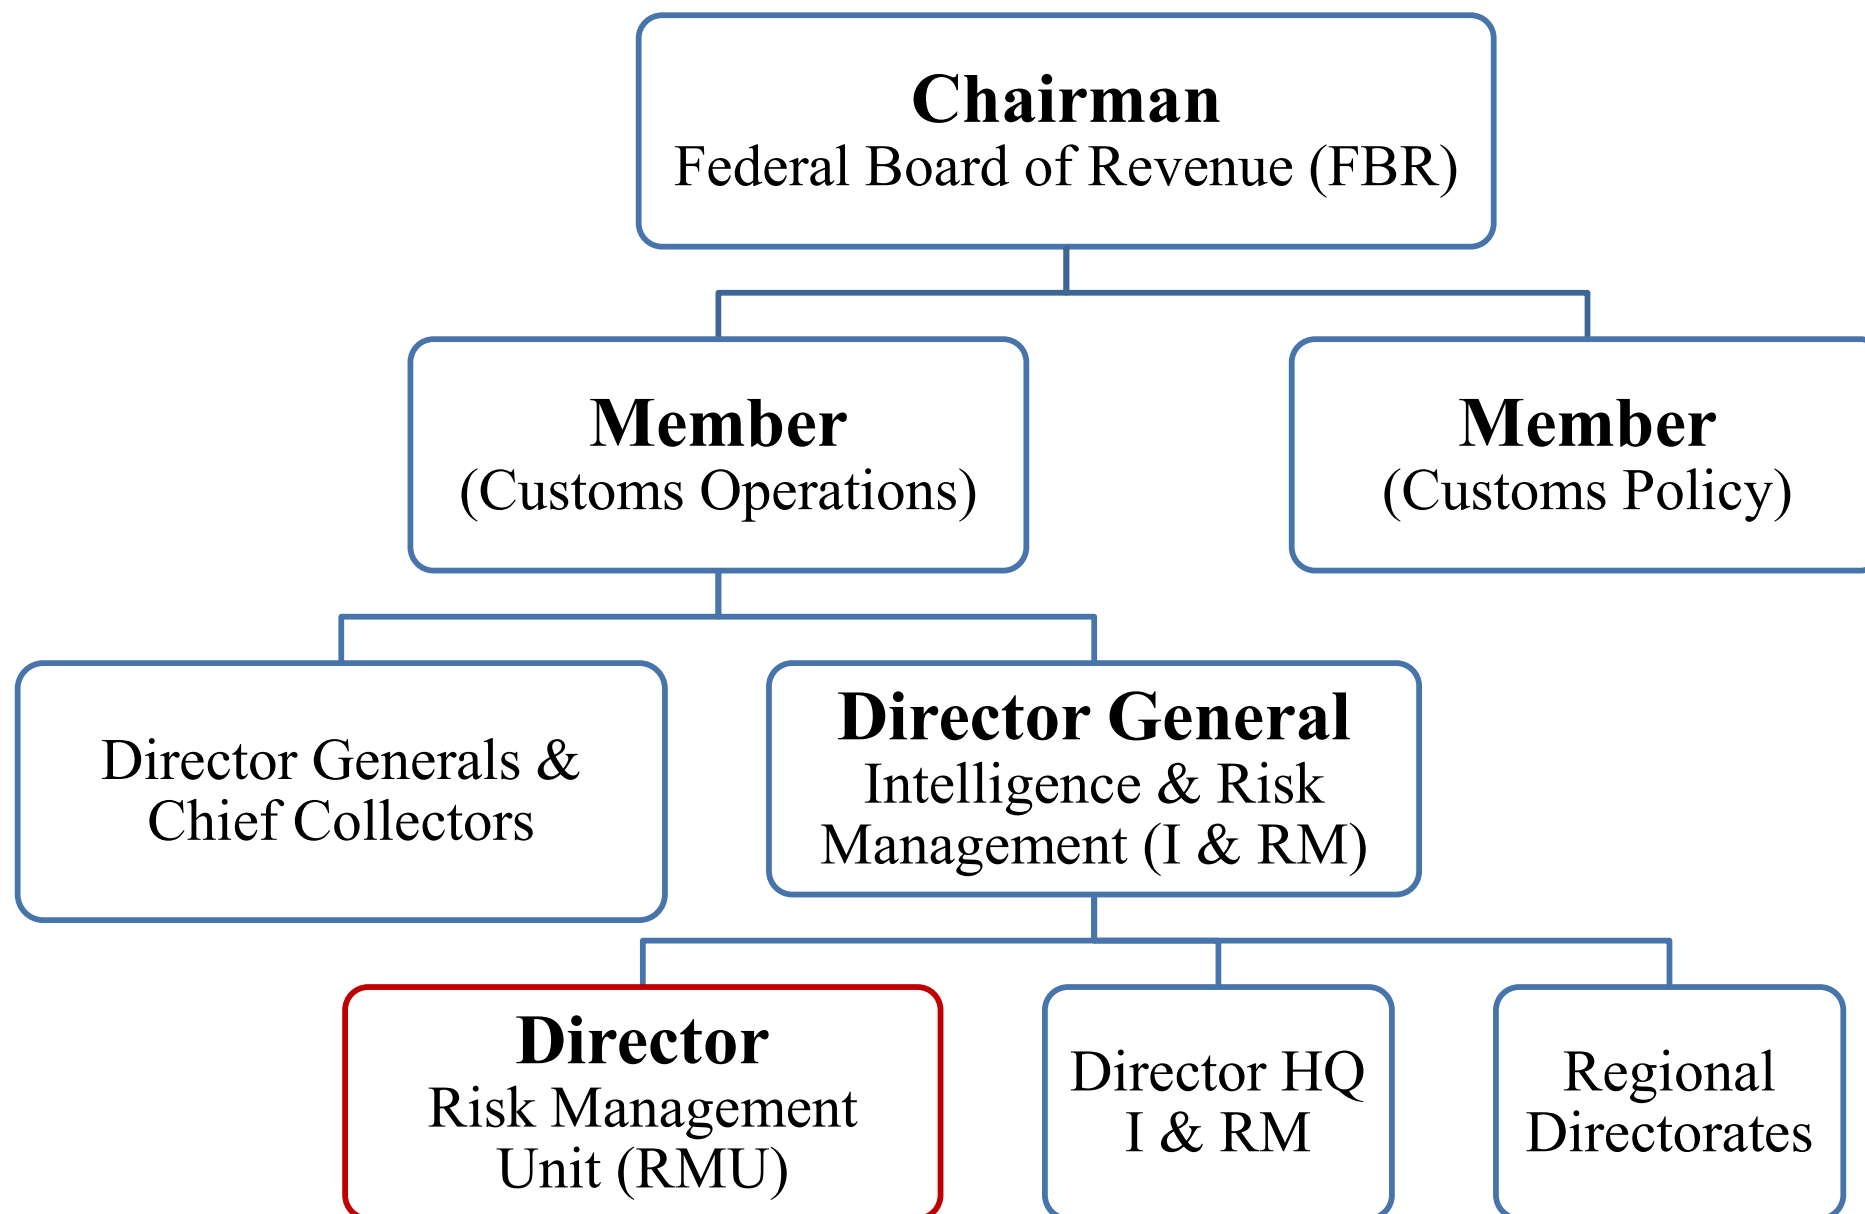 Chairman
Federal Board of Revenue (FBR)
Member
(Customs Operations)
Member
(Customs Policy)
Director Generals &
Chief Collectors
Director General
Intelligence & Risk
Management (I & RM)
Director
Risk Management
Unit (RMU)
Director HQ
I & RM
Regional
Directorates